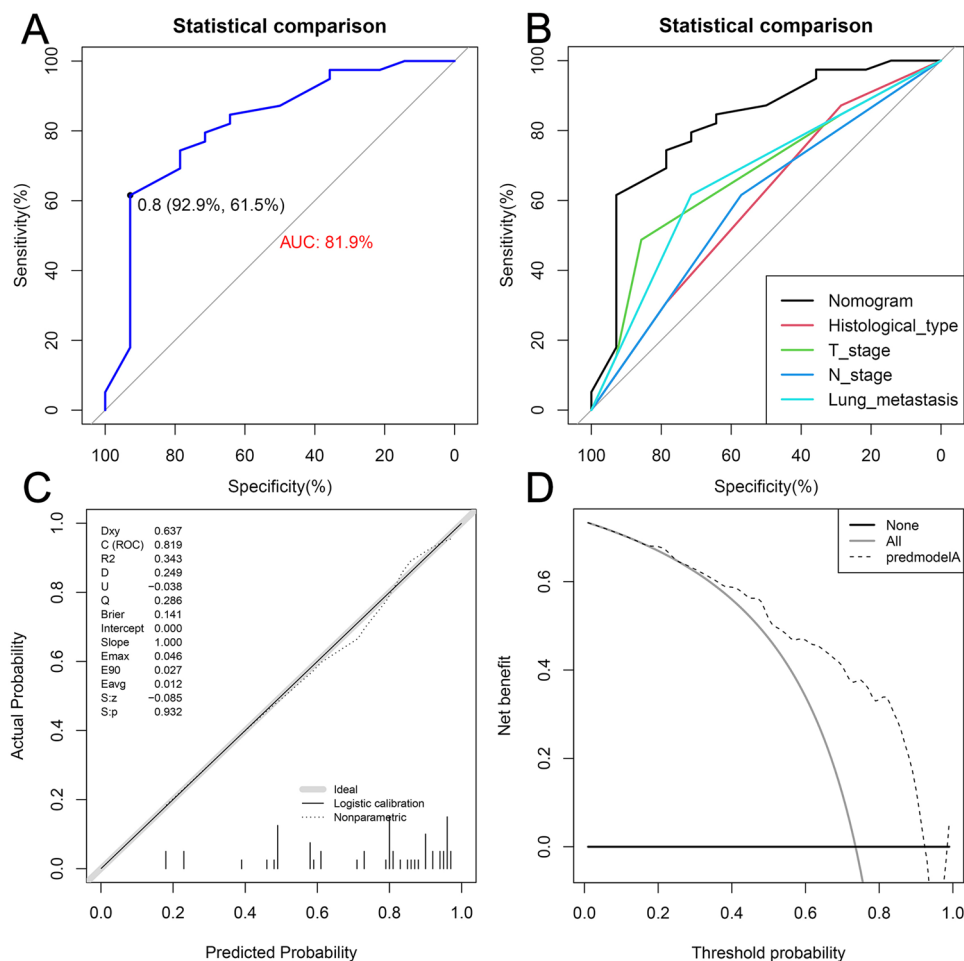 A
Statistical comparison
Sensitivity(%)
100
80
60
40
20
0
0.8 (92.9%, 61.5%)
AUC: 81.9%
100 80 60 40 20 0
Specificity(%)
B
Statistical comparison
Sensitivity(%)
100
80
60
40
20
0
Nomogram
Histological_type
T_stage
N_stage
Lung_metastasis
100 80 60 40 20 0
Specificity(%)
C
Actual Probability
1.0
0.8
0.6
0.4
0.2
0.0
Dxy 0.637
C (ROC) 0.819
R2 0.343
D 0.249
U −0.038
Q 0.286
Brier 0.141
Intercept 0.000
Slope 1.000
Emax 0.046
E90 0.027
Eavg 0.012
S:z −0.085
S:p 0.932
Ideal
Logistic calibration
Nonparametric
0.0 0.2 0.4 0.6 0.8 1.0
Predicted Probability
D
Net benefit
0.6
0.4
0.2
0.0
None
All
predmodelA
0.0 0.2 0.4 0.6 0.8 1.0
Threshold probability